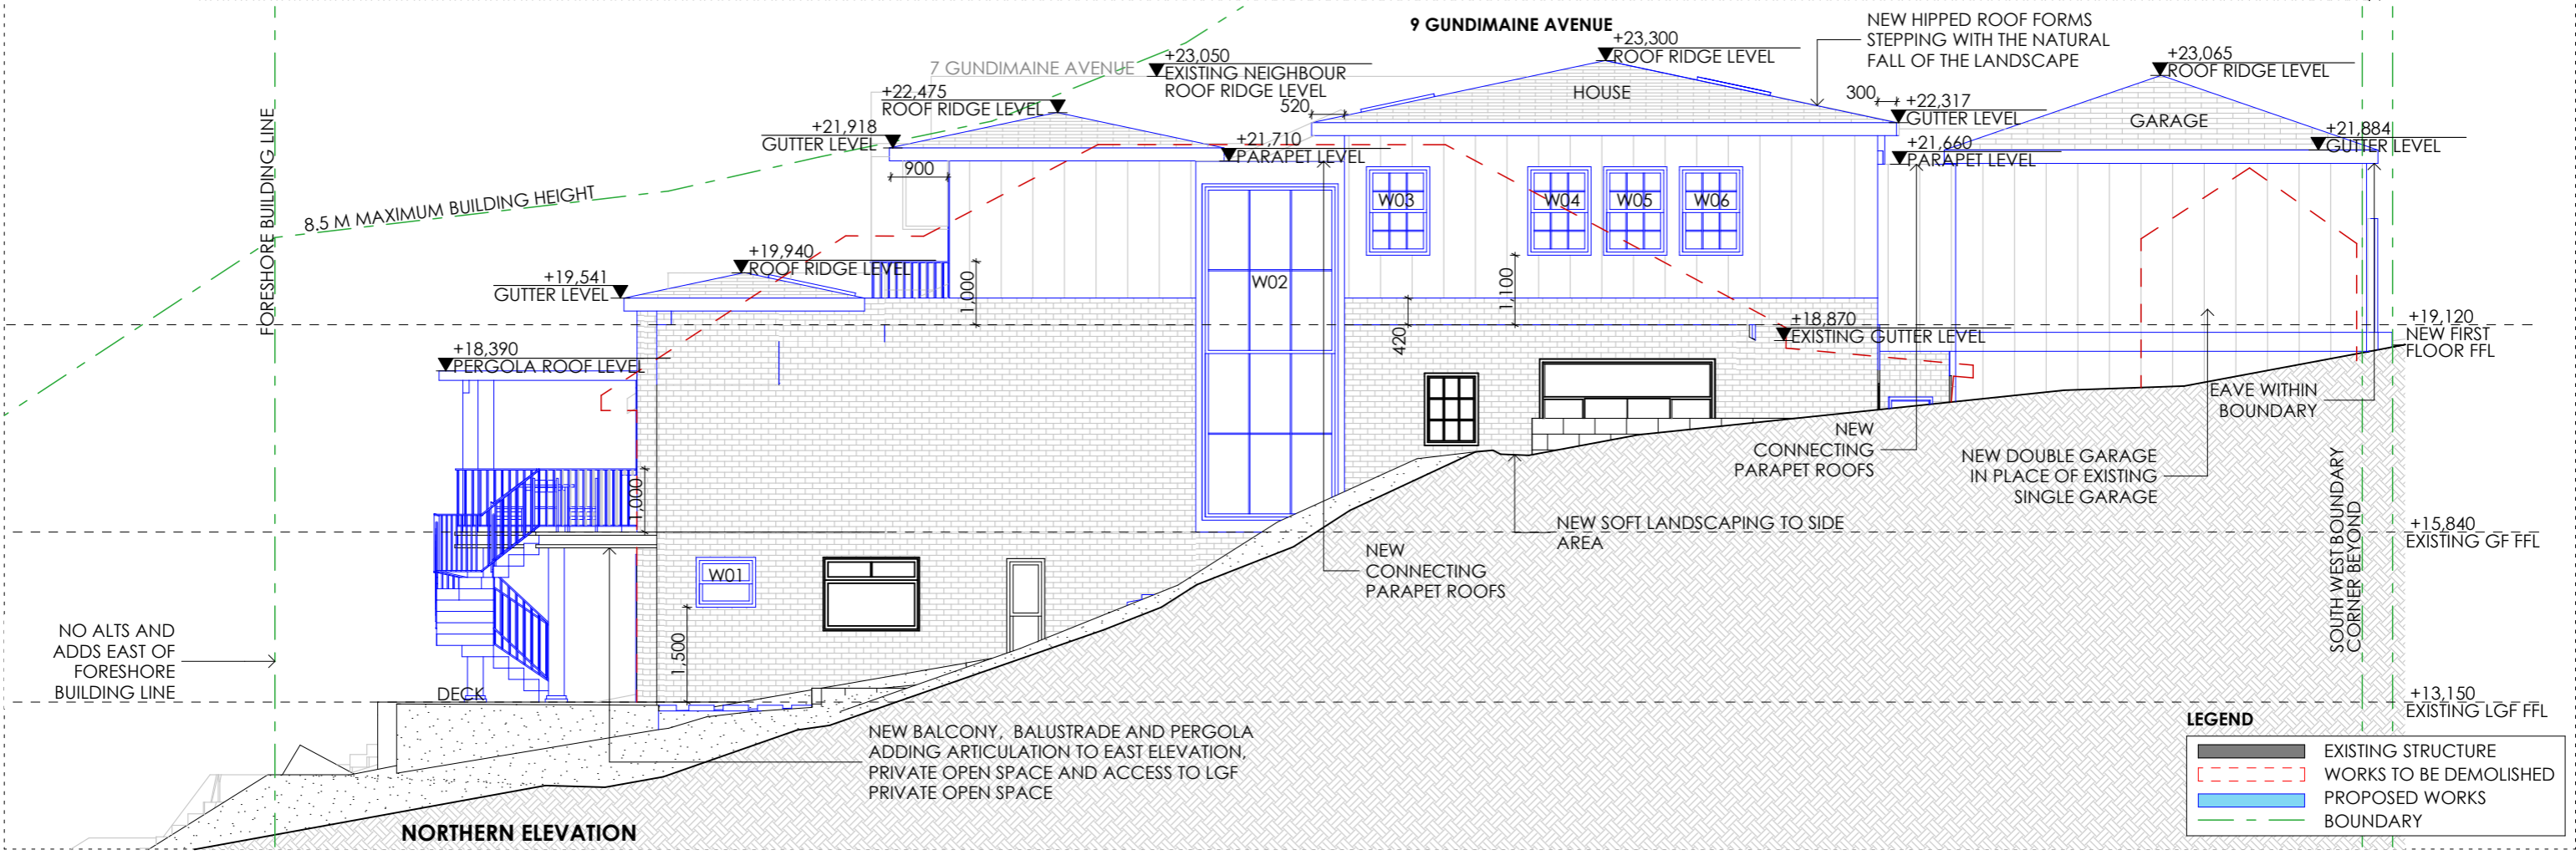 9 GUNDIMAINE AVENUE
NEW HIPPED ROOF FORMS
STEPPING WITH THE NATURAL
FALL OF THE LANDSCAPE
+23,300
ROOF RIDGE LEVEL
7 GUNDIMAINE AVENUE
+23,050
EXISTING NEIGHBOUR
ROOF RIDGE LEVEL
+23,065
ROOF RIDGE LEVEL
+22,475
ROOF RIDGE LEVEL
520
HOUSE
300
+22,317
GUTTER LEVEL
GARAGE
+21,918
GUTTER LEVEL
+21,710
PARAPET LEVEL
+21,660
PARAPET LEVEL
+21,884
GUTTER LEVEL
900
8.5 M MAXIMUM BUILDING HEIGHT
FORESHORE BUILDING LINE
W03
W04
W05
W06
+19,940
ROOF RIDGE LEVEL
+19,541
GUTTER LEVEL
1,000
W02
1,100
420
+18,870
EXISTING GUTTER LEVEL
+19,120
NEW FIRST
FLOOR FFL
+18,390
PERGOLA ROOF LEVEL
EAVE WITHIN
BOUNDARY
NEW
CONNECTING
PARAPET ROOFS
NEW DOUBLE GARAGE
IN PLACE OF EXISTING
SINGLE GARAGE
1,000
NEW SOFT LANDSCAPING TO SIDE
AREA
+15,840
EXISTING GF FFL
NEW
CONNECTING
PARAPET ROOFS
W01
SOUTH WEST BOUNDARY
CORNER BEYOND
1,500
NO ALTS AND
ADDS EAST OF
FORESHORE
BUILDING LINE
DECK
+13,150
EXISTING LGF FFL
NEW BALCONY, BALUSTRADE AND PERGOLA
ADDING ARTICULATION TO EAST ELEVATION,
PRIVATE OPEN SPACE AND ACCESS TO LGF
PRIVATE OPEN SPACE
LEGEND
EXISTING STRUCTURE
WORKS TO BE DEMOLISHED
PROPOSED WORKS
BOUNDARY
NORTHERN ELEVATION